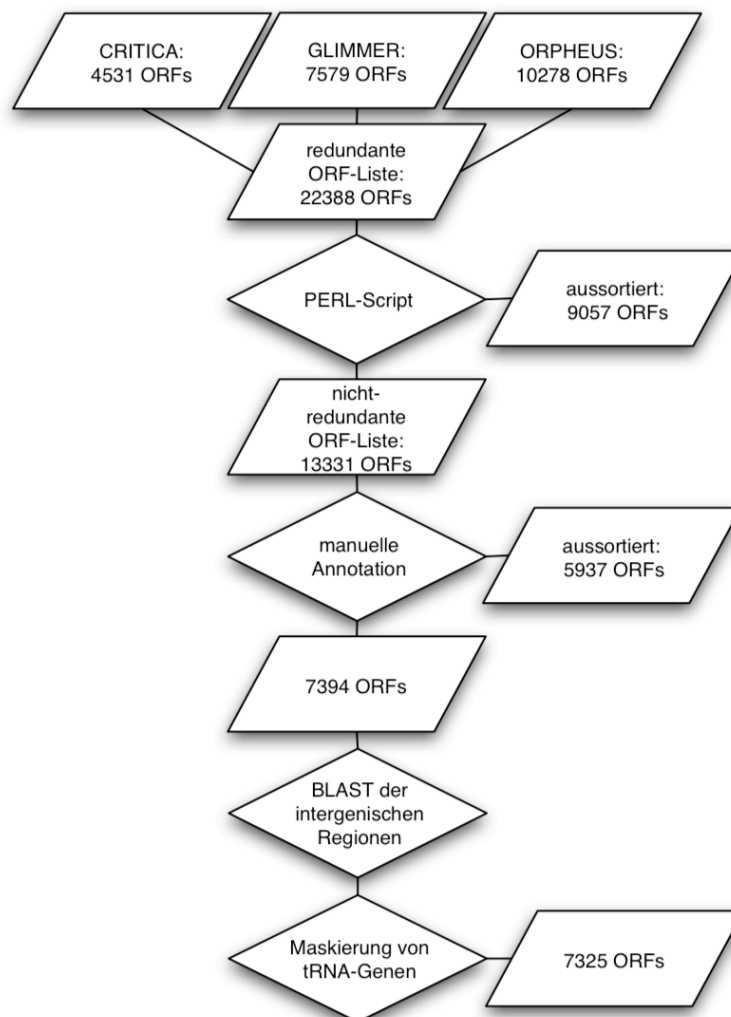 CRITICA:
4531 ORFs
GLIMMER:
7579 ORFs
ORPHEUS:
10278 ORFs
redundante
ORF-Liste:
22388 ORFs
PERL-Script
aussortiert:
9057 ORFs
nicht-
redundante
ORF-Liste:
13331 ORFs
manuelle
Annotation
aussortiert:
5937 ORFs
7394 ORFs
BLAST der
intergenischen
Regionen
Maskierung von
tRNA-Genen
7325 ORFs